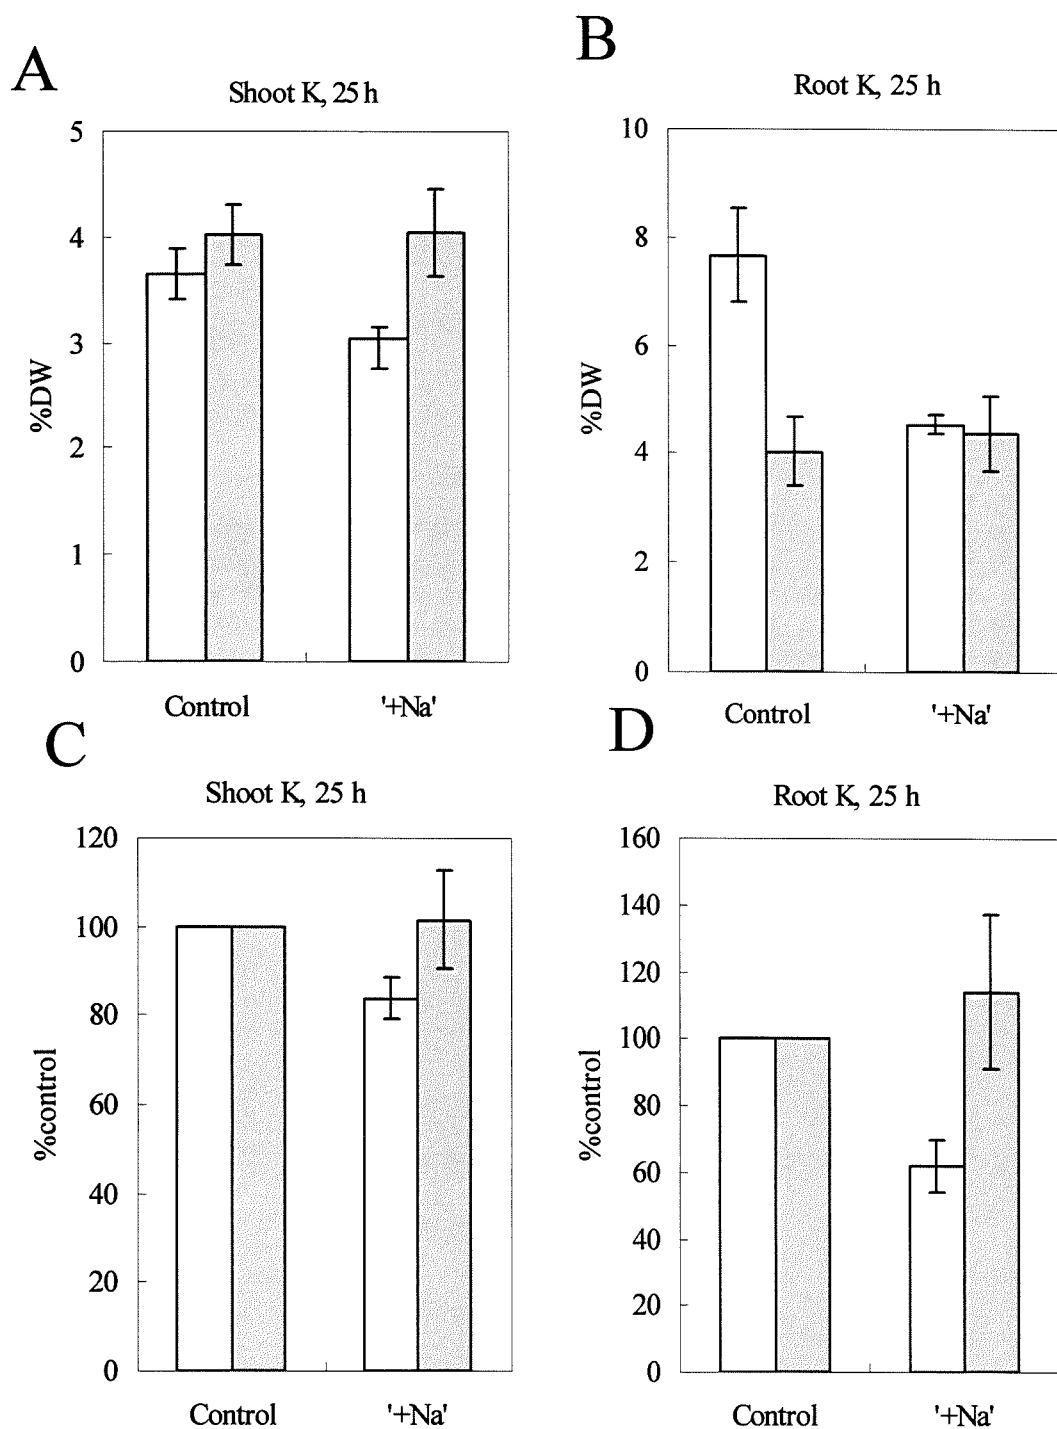 A
Shoot K, 25 h
5
4
3
2
1
0
%DW
Control
'+Na'
B
Root K, 25 h
10
8
6
4
2
0
%DW
Control
'+Na'
C
Shoot K, 25 h
120
100
80
60
40
20
0
%control
Control
'+Na'
D
Root K, 25 h
160
140
120
100
80
60
40
20
0
%control
Control
'+Na'